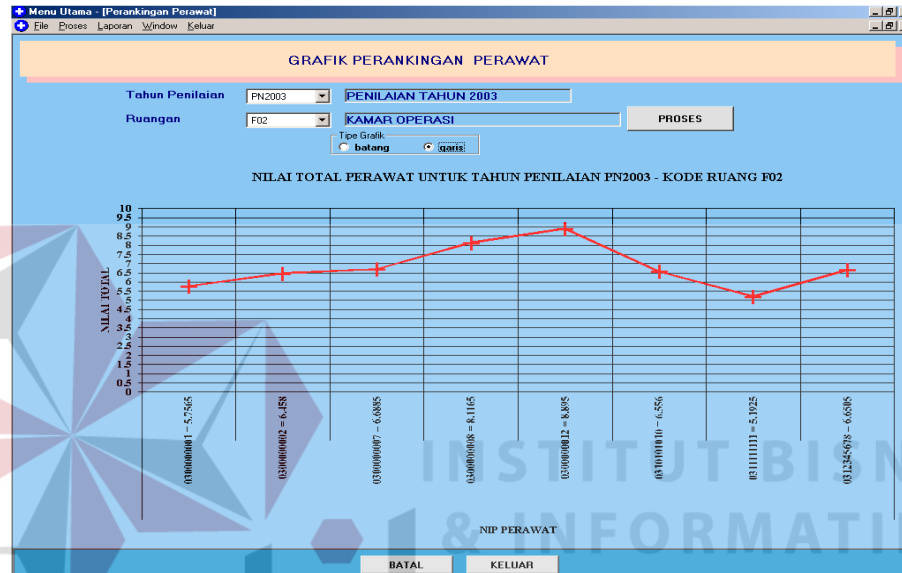 Menu Utama - [Perankingan Perawat]
File Proses Laporan Window Keluar
GRAFIK PERANKINGAN PERAWAT
Tahun Penilaian PN2003 PENILAIAN TAHUN 2003
Ruangan F02 KAMAR OPERASI PROSES
Tipe Grafik
batang garis
NILAI TOTAL PERAWAT UNTUK TAHUN PENILAIAN PN2003 - KODE RUANG F02
NILAI TOTAL
10
9.5
9
8.5
8
7.5
7
6.5
6
5.5
5
4.5
4
3.5
3
2.5
2
1.5
1
0.5
0
0300000001 = 5.7565
0300000002 = 6.458
0300000007 = 6.6885
0300000008 = 8.1165
0300000012 = 8.895
0310101010 = 6.556
0311111111 = 5.1925
0312345678 = 6.6505
NIP PERAWAT
INSTITUT BISN
& INFORMATI
BATAL KELUAR